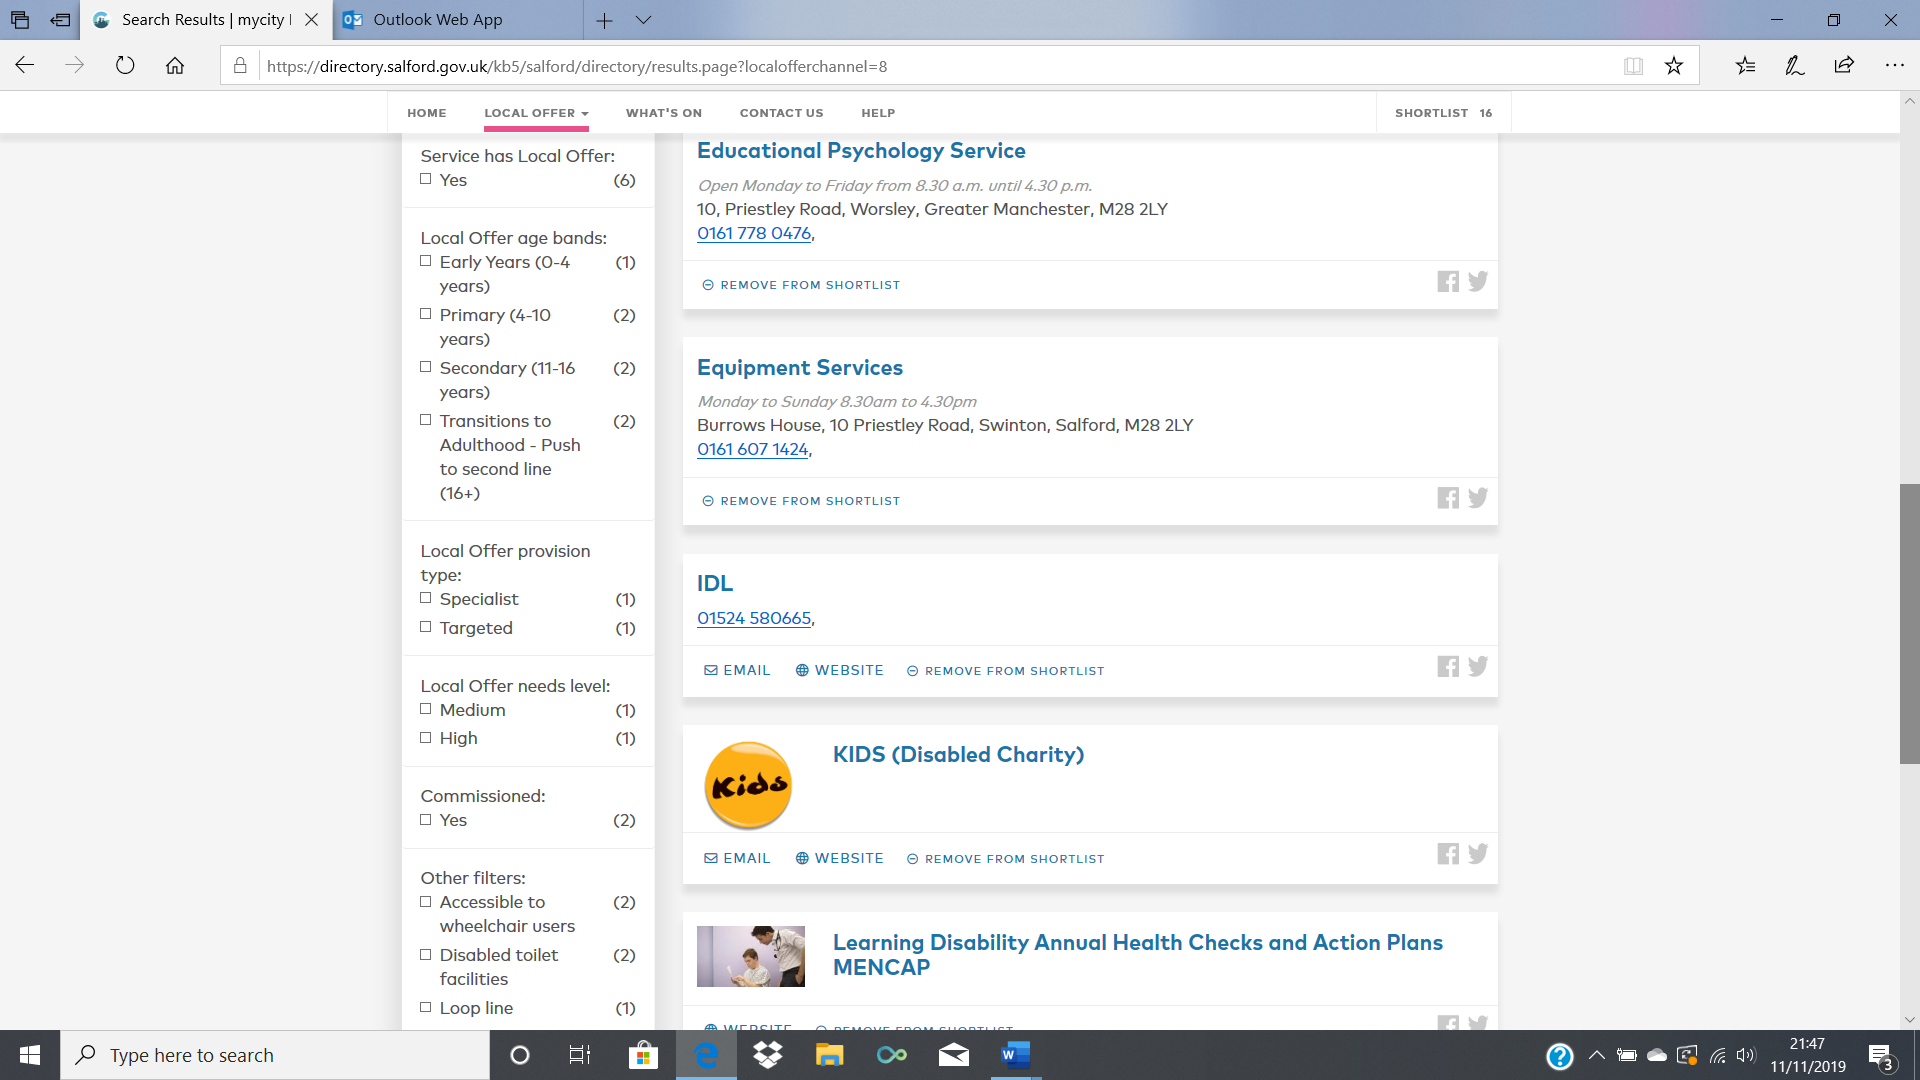 Search Results | mycity
Outlook Web App
https://directory.salford.gov.uk/kb5/salford/directory/results.page?localofferchannel=8
HOME
LOCAL OFFER
WHAT'S ON
CONTACT US
HELP
SHORTLIST 16
Service has Local Offer:
Yes (6)
Local Offer age bands:
Early Years (0-4 (1)
years)
Primary (4-10 (2)
years)
Secondary (11-16 (2)
years)
Transitions to (2)
Adulthood - Push
to second line
(16+)
Local Offer provision
type:
Specialist (1)
Targeted (1)
Local Offer needs level:
Medium (1)
High (1)
Commissioned:
Yes (2)
Other filters:
Accessible to (2)
wheelchair users
Disabled toilet (2)
facilities
Loop line (1)
Educational Psychology Service
Open Monday to Friday from 8.30 a.m. until 4.30 p.m.
10, Priestley Road, Worsley, Greater Manchester, M28 2LY
0161 778 0476,
REMOVE FROM SHORTLIST
Equipment Services
Monday to Sunday 8.30am to 4.30pm
Burrows House, 10 Priestley Road, Swinton, Salford, M28 2LY
0161 607 1424,
REMOVE FROM SHORTLIST
IDL
01524 580665,
EMAIL WEBSITE REMOVE FROM SHORTLIST
Kids
KIDS (Disabled Charity)
EMAIL WEBSITE REMOVE FROM SHORTLIST
Learning Disability Annual Health Checks and Action Plans
MENCAP
WEBSITE REMOVE FROM SHORTLIST
Type here to search
21:47
11/11/2019
3